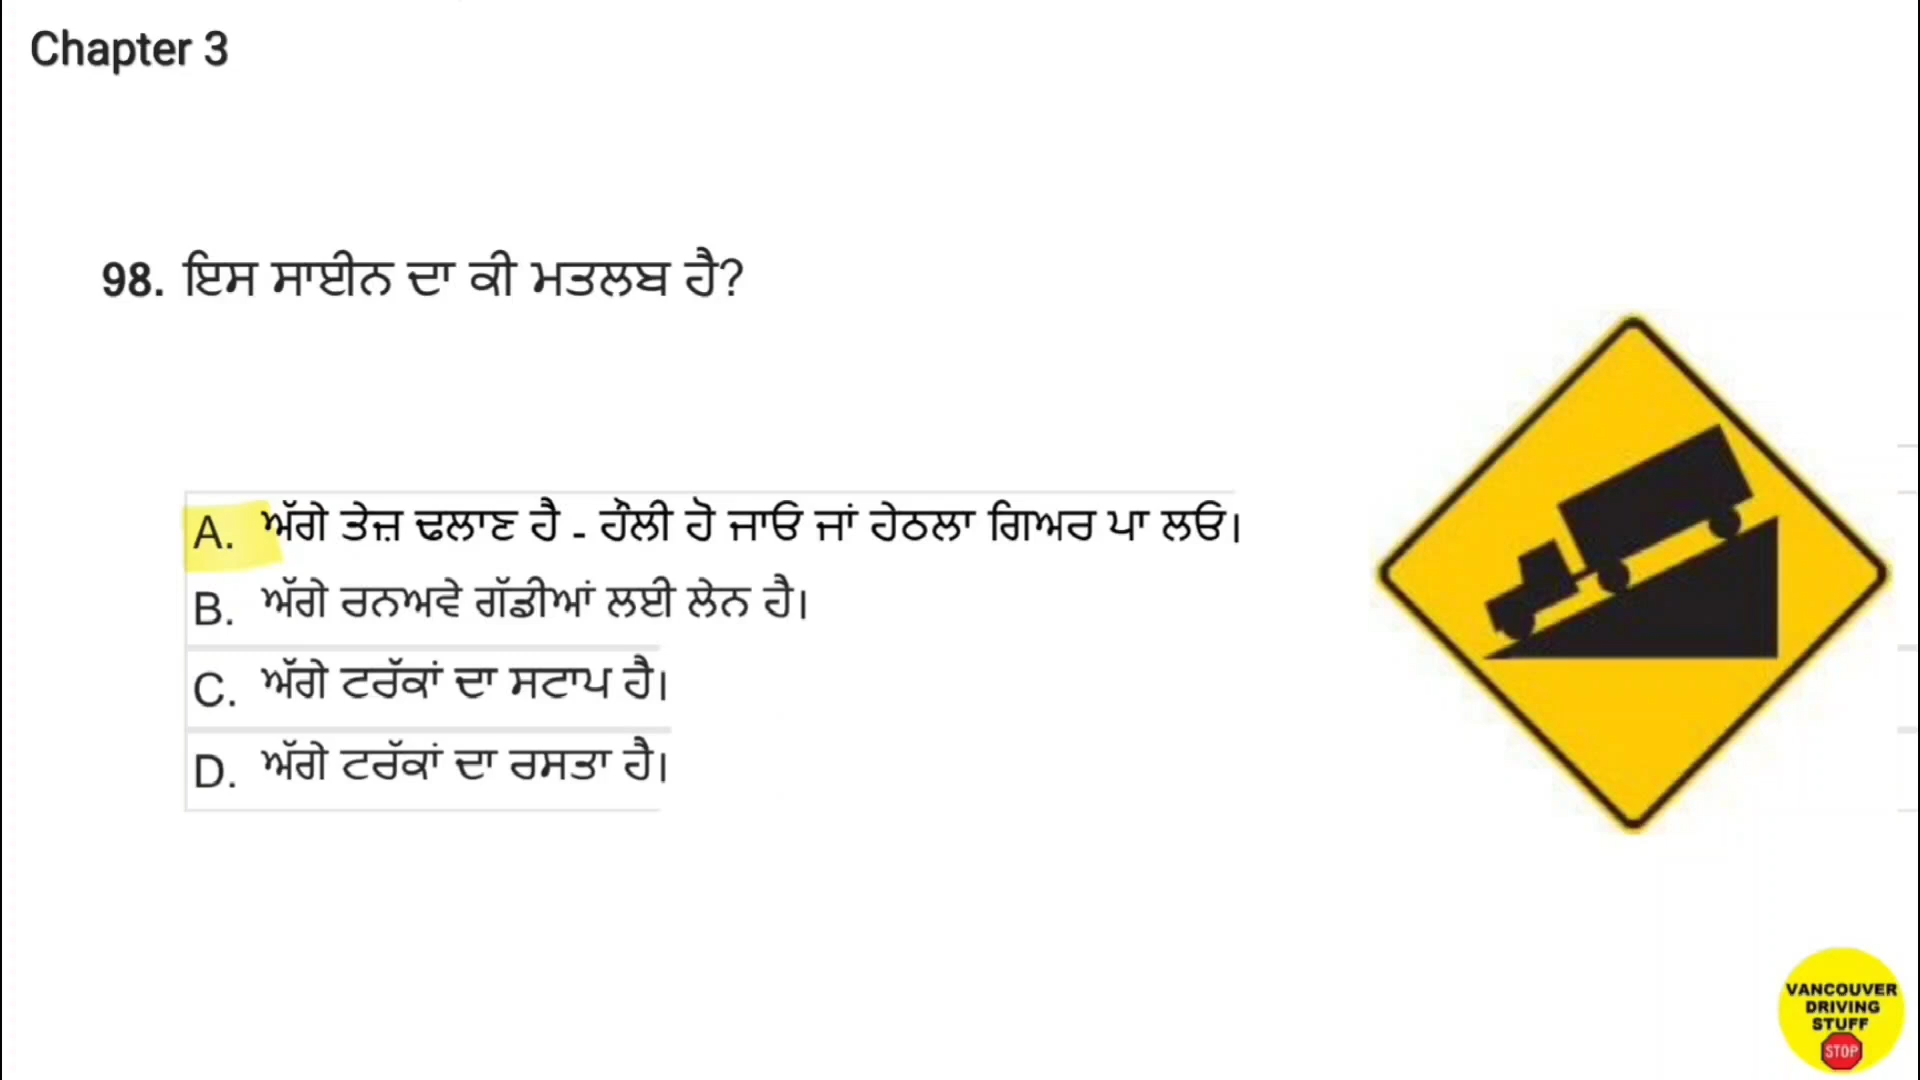 Chapter 3
98. ਇਸ ਸਾਈਨ ਦਾ ਕੀ ਮਤਲਬ ਹੈ?
A. ਅੱਗੇ ਤੇਜ਼ ਢਲਾਣ ਹੈ - ਹੌਲੀ ਹੋ ਜਾਓ ਜਾਂ ਹੇਠਲਾ ਗਿਅਰ ਪਾ ਲਓ।
B. ਅੱਗੇ ਰਨਅਵੇ ਗੱਡੀਆਂ ਲਈ ਲੇਨ ਹੈ।
C. ਅੱਗੇ ਟਰੱਕਾਂ ਦਾ ਸਟਾਪ ਹੈ।
D. ਅੱਗੇ ਟਰੱਕਾਂ ਦਾ ਰਸਤਾ ਹੈ।
VANCOUVER
DRIVING
STUFF
STOP